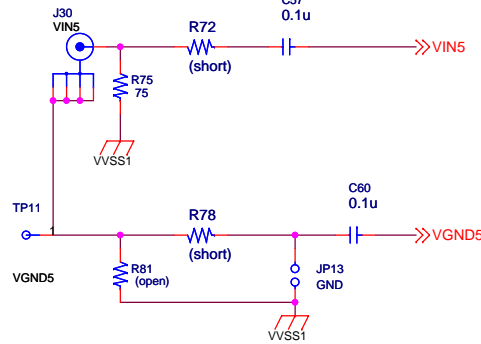 J30
VIN5
R72
(short)
0.1u
VIN5
R75
75
VVSS1
TP11
1
VGND5
R78
(short)
C60
0.1u
VGND5
R81
(open)
JP13
GND
VVSS1